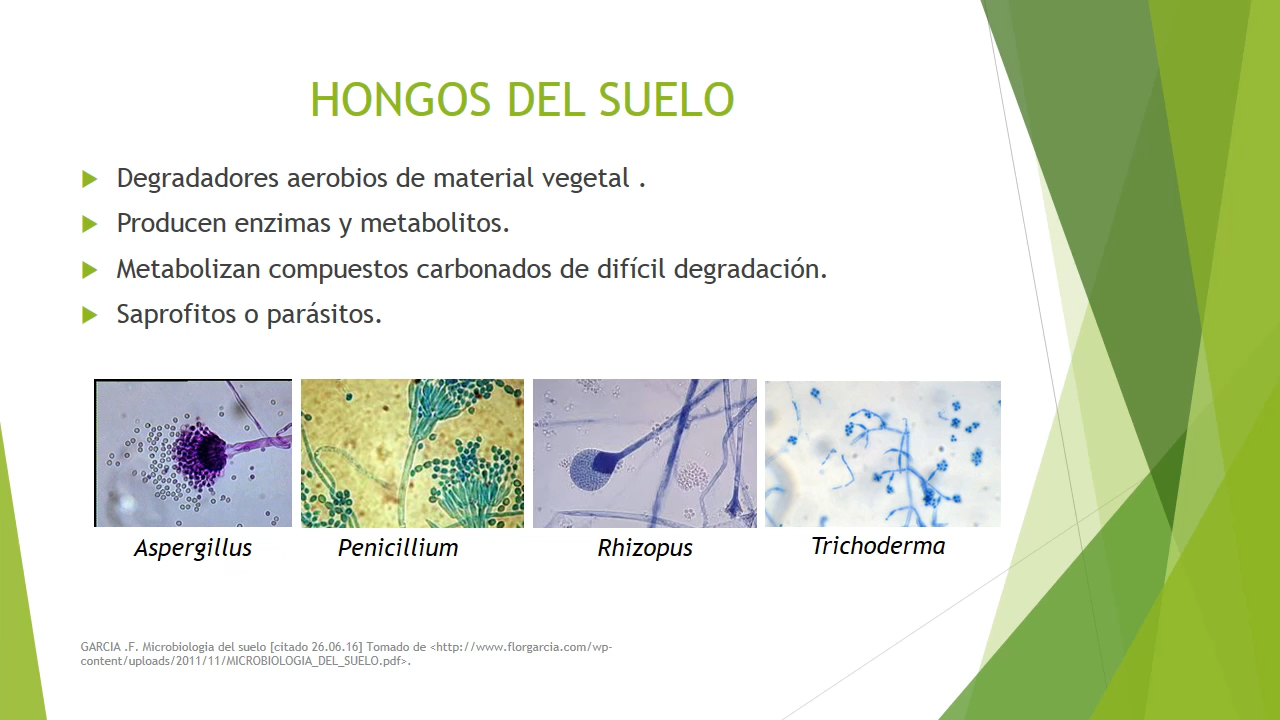 HONGOS DEL SUELO
Degradadores aerobios de material vegetal .
Producen enzimas y metabolitos.
Metabolizan compuestos carbonados de difícil degradación.
Saprofitos o parásitos.
Aspergillus
Penicillium
Rhizopus
Trichoderma
GARCIA .F. Microbiologia del suelo [citado 26.06.16] Tomado de <http://www.florgarcia.com/wp-
content/uploads/2011/11/MICROBIOLOGIA_DEL_SUELO.pdf>.